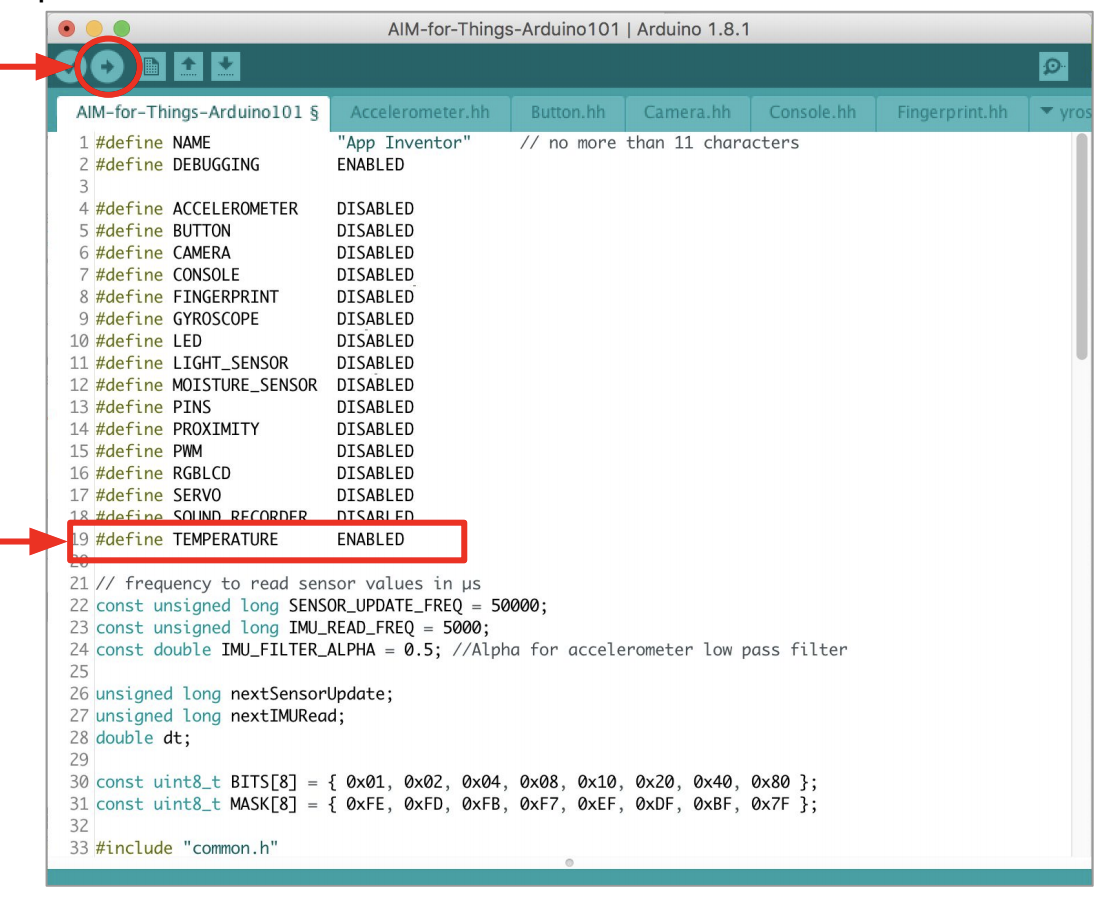 AIM-for-Things-Arduino101 | Arduino 1.8.1
AIM-for-Things-Arduino101 § Accelerometer.hh Button.hh Camera.hh Console.hh Fingerprint.hh yros
1 #define NAME "App Inventor" // no more than 11 characters
2 #define DEBUGGING ENABLED
3
4 #define ACCELEROMETER DISABLED
5 #define BUTTON DISABLED
6 #define CAMERA DISABLED
7 #define CONSOLE DISABLED
8 #define FINGERPRINT DISABLED
9 #define GYROSCOPE DISABLED
10 #define LED DISABLED
11 #define LIGHT_SENSOR DISABLED
12 #define MOISTURE_SENSOR DISABLED
13 #define PINS DISABLED
14 #define PROXIMITY DISABLED
15 #define PWM DISABLED
16 #define RGBLCD DISABLED
17 #define SERVO DISABLED
18 #define SOUND_RECORDER DISABLED
19 #define TEMPERATURE ENABLED
20
21 // frequency to read sensor values in µs
22 const unsigned long SENSOR_UPDATE_FREQ = 50000;
23 const unsigned long IMU_READ_FREQ = 5000;
24 const double IMU_FILTER_ALPHA = 0.5; //Alpha for accelerometer low pass filter
25
26 unsigned long nextSensorUpdate;
27 unsigned long nextIMURead;
28 double dt;
29
30 const uint8_t BITS[8] = { 0x01, 0x02, 0x04, 0x08, 0x10, 0x20, 0x40, 0x80 };
31 const uint8_t MASK[8] = { 0xFE, 0xFD, 0xFB, 0xF7, 0xEF, 0xDF, 0xBF, 0x7F };
32
33 #include "common.h"